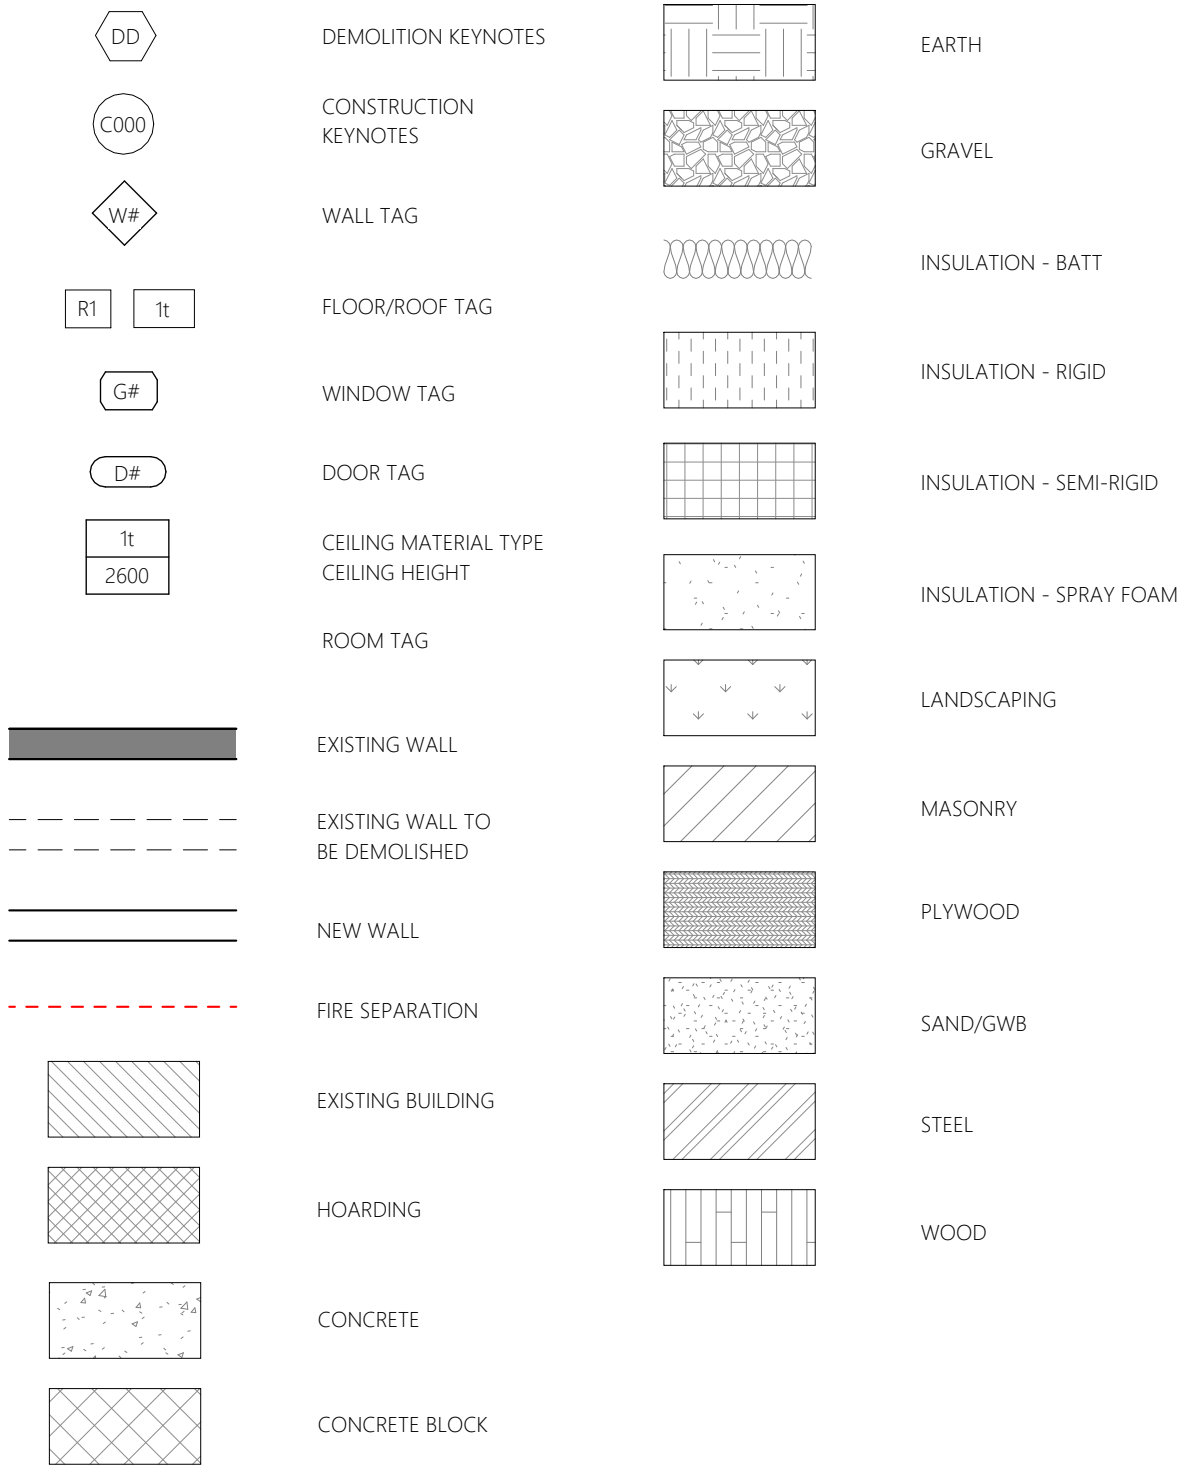 DD
DEMOLITION KEYNOTES
C000
CONSTRUCTION
KEYNOTES
W#
WALL TAG
R1
1t
FLOOR/ROOF TAG
G#
WINDOW TAG
D#
DOOR TAG
1t
2600
CEILING MATERIAL TYPE
CEILING HEIGHT
ROOM TAG
EXISTING WALL
EXISTING WALL TO
BE DEMOLISHED
NEW WALL
FIRE SEPARATION
EXISTING BUILDING
HOARDING
CONCRETE
CONCRETE BLOCK
EARTH
GRAVEL
INSULATION - BATT
INSULATION - RIGID
INSULATION - SEMI-RIGID
INSULATION - SPRAY FOAM
LANDSCAPING
MASONRY
PLYWOOD
SAND/GWB
STEEL
WOOD